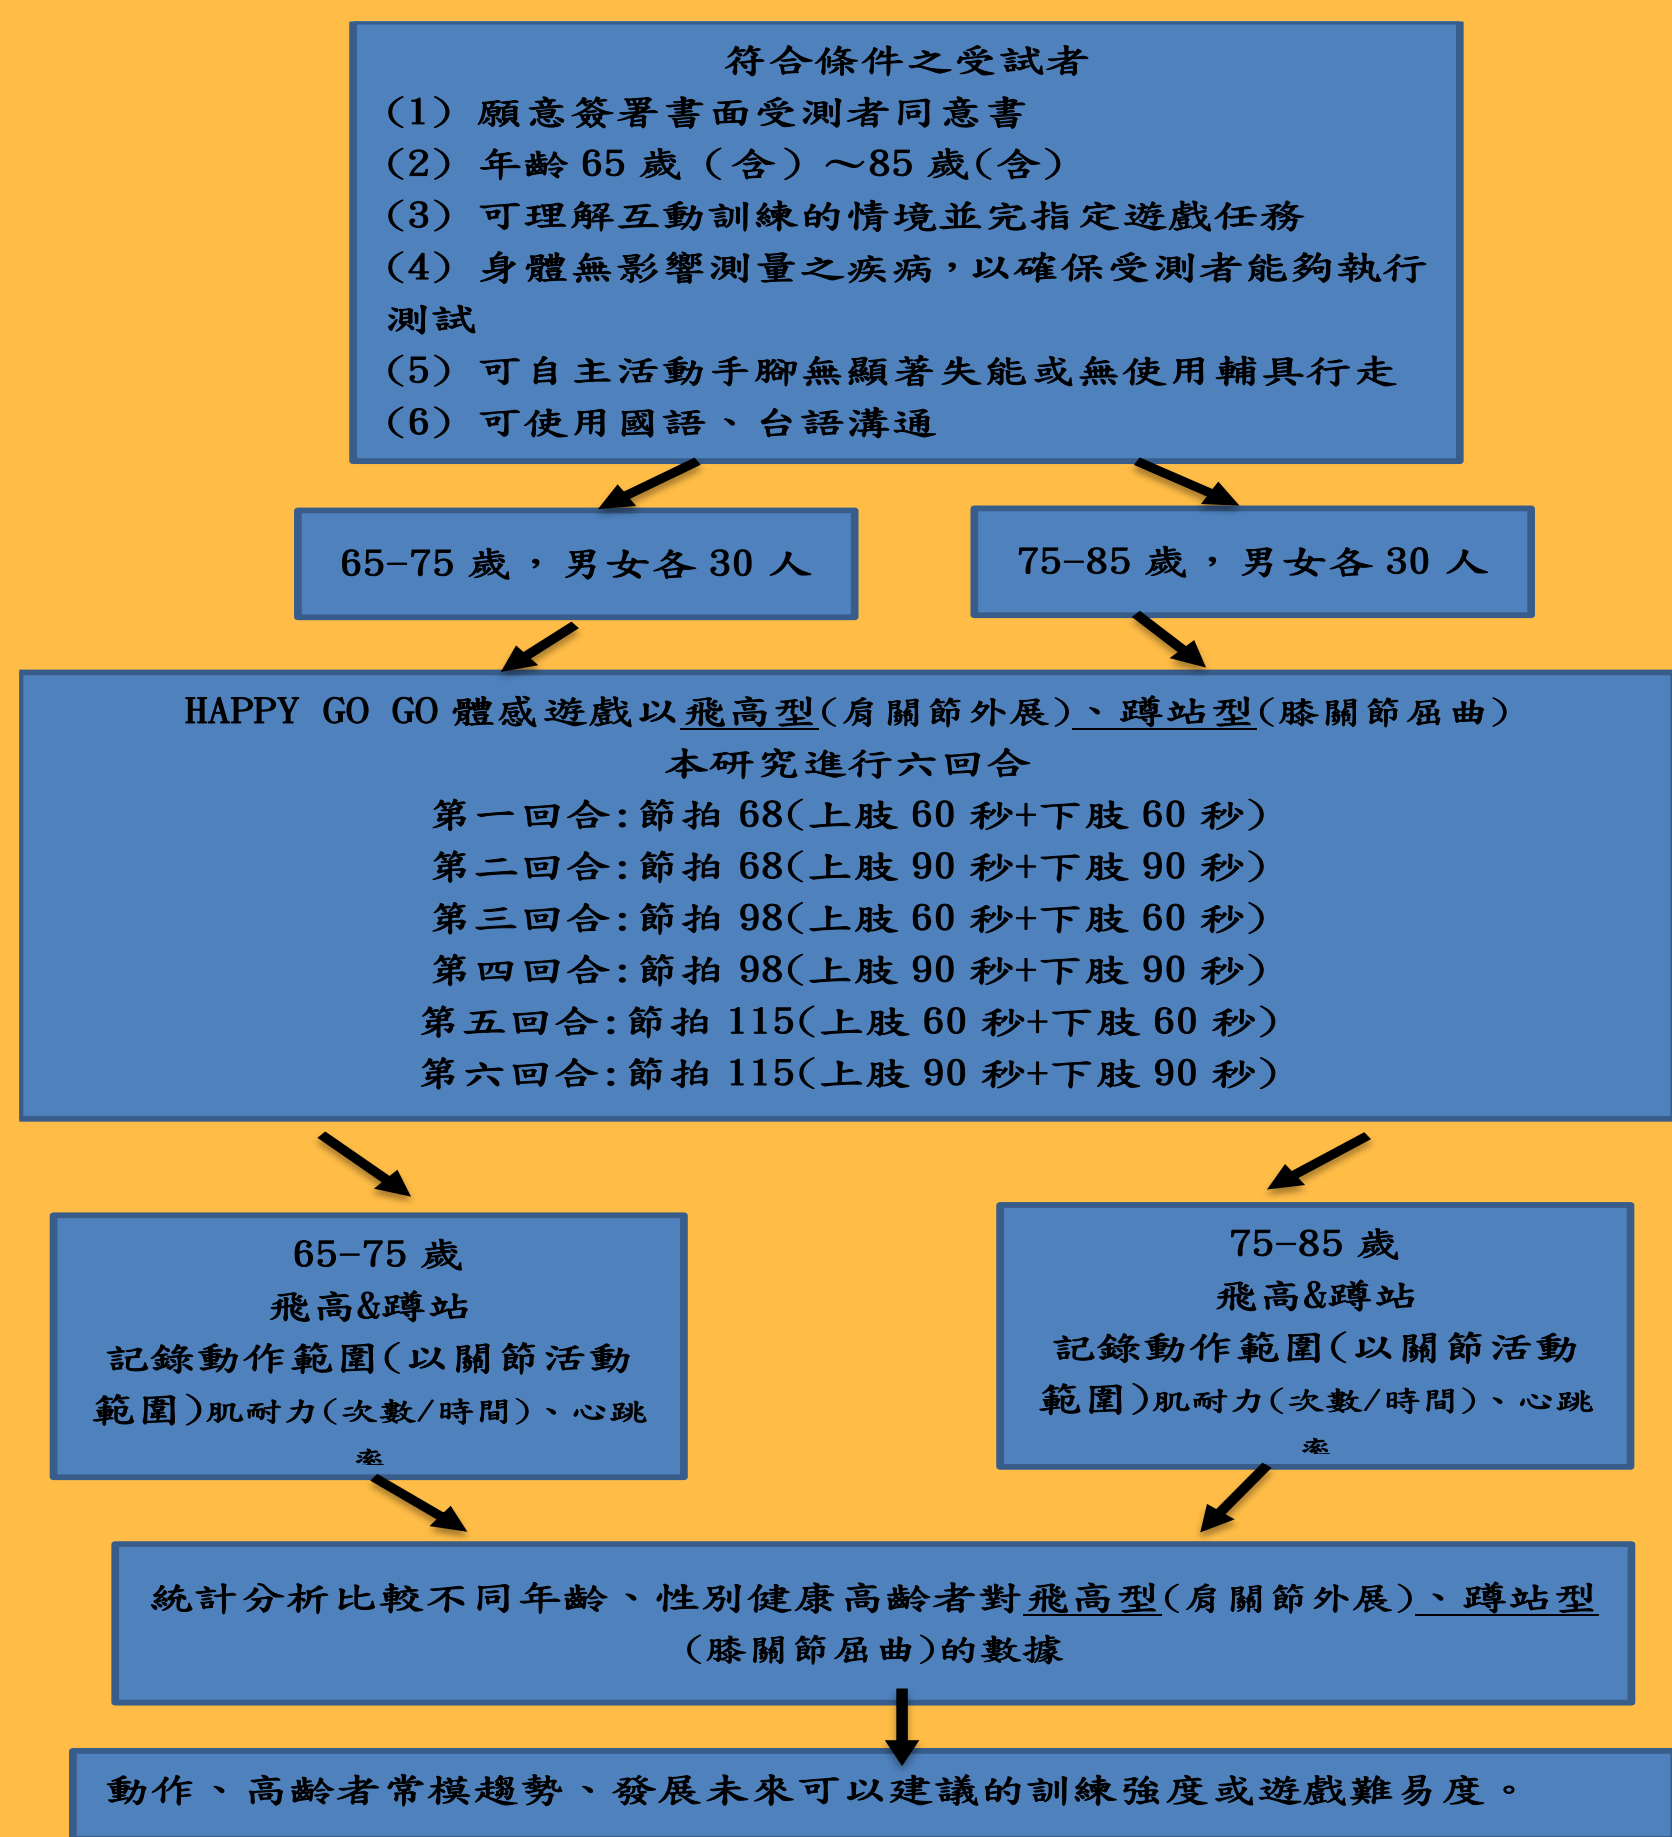 符合條件之受試者
(1) 願意簽署書面受測者同意書
(2) 年齡 65 歲（含）～85 歲(含)
(3) 可理解互動訓練的情境並完指定遊戲任務
(4) 身體無影響測量之疾病，以確保受測者能夠執行
測試
(5) 可自主活動手腳無顯著失能或無使用輔具行走
(6) 可使用國語、台語溝通
65-75 歲，男女各 30 人
75-85 歲，男女各 30 人
HAPPY GO GO 體感遊戲以飛高型(肩關節外展)、蹲站型(膝關節屈曲)
本研究進行六回合
第一回合:節拍 68(上肢 60 秒+下肢 60 秒)
第二回合:節拍 68(上肢 90 秒+下肢 90 秒)
第三回合:節拍 98(上肢 60 秒+下肢 60 秒)
第四回合:節拍 98(上肢 90 秒+下肢 90 秒)
第五回合:節拍 115(上肢 60 秒+下肢 60 秒)
第六回合:節拍 115(上肢 90 秒+下肢 90 秒)
65-75 歲
飛高&蹲站
記錄動作範圍(以關節活動
範圍)肌耐力(次數/時間)、心跳
率
75-85 歲
飛高&蹲站
記錄動作範圍(以關節活動
範圍)肌耐力(次數/時間)、心跳
率
統計分析比較不同年齡、性別健康高齡者對飛高型(肩關節外展)、蹲站型
(膝關節屈曲)的數據
動作、高齡者常模趨勢、發展未來可以建議的訓練強度或遊戲難易度。